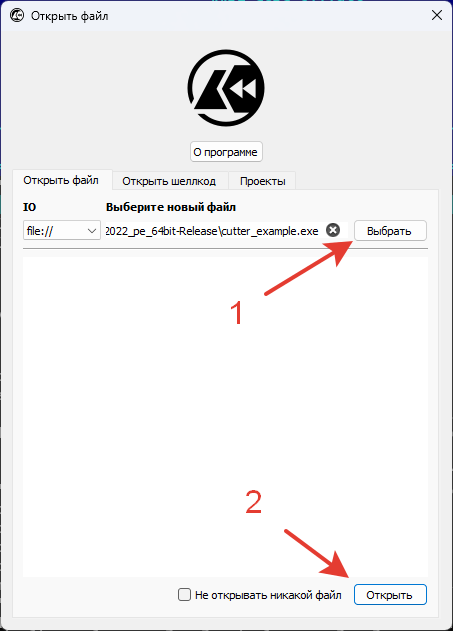 Открыть файл
О программе
Открыть файл Открыть шеллкод Проекты
IO Выберите новый файл
file:// 2022_pe_64bit-Release\cutter_example.exe Выбрать
1
2
Не открывать никакой файл Открыть